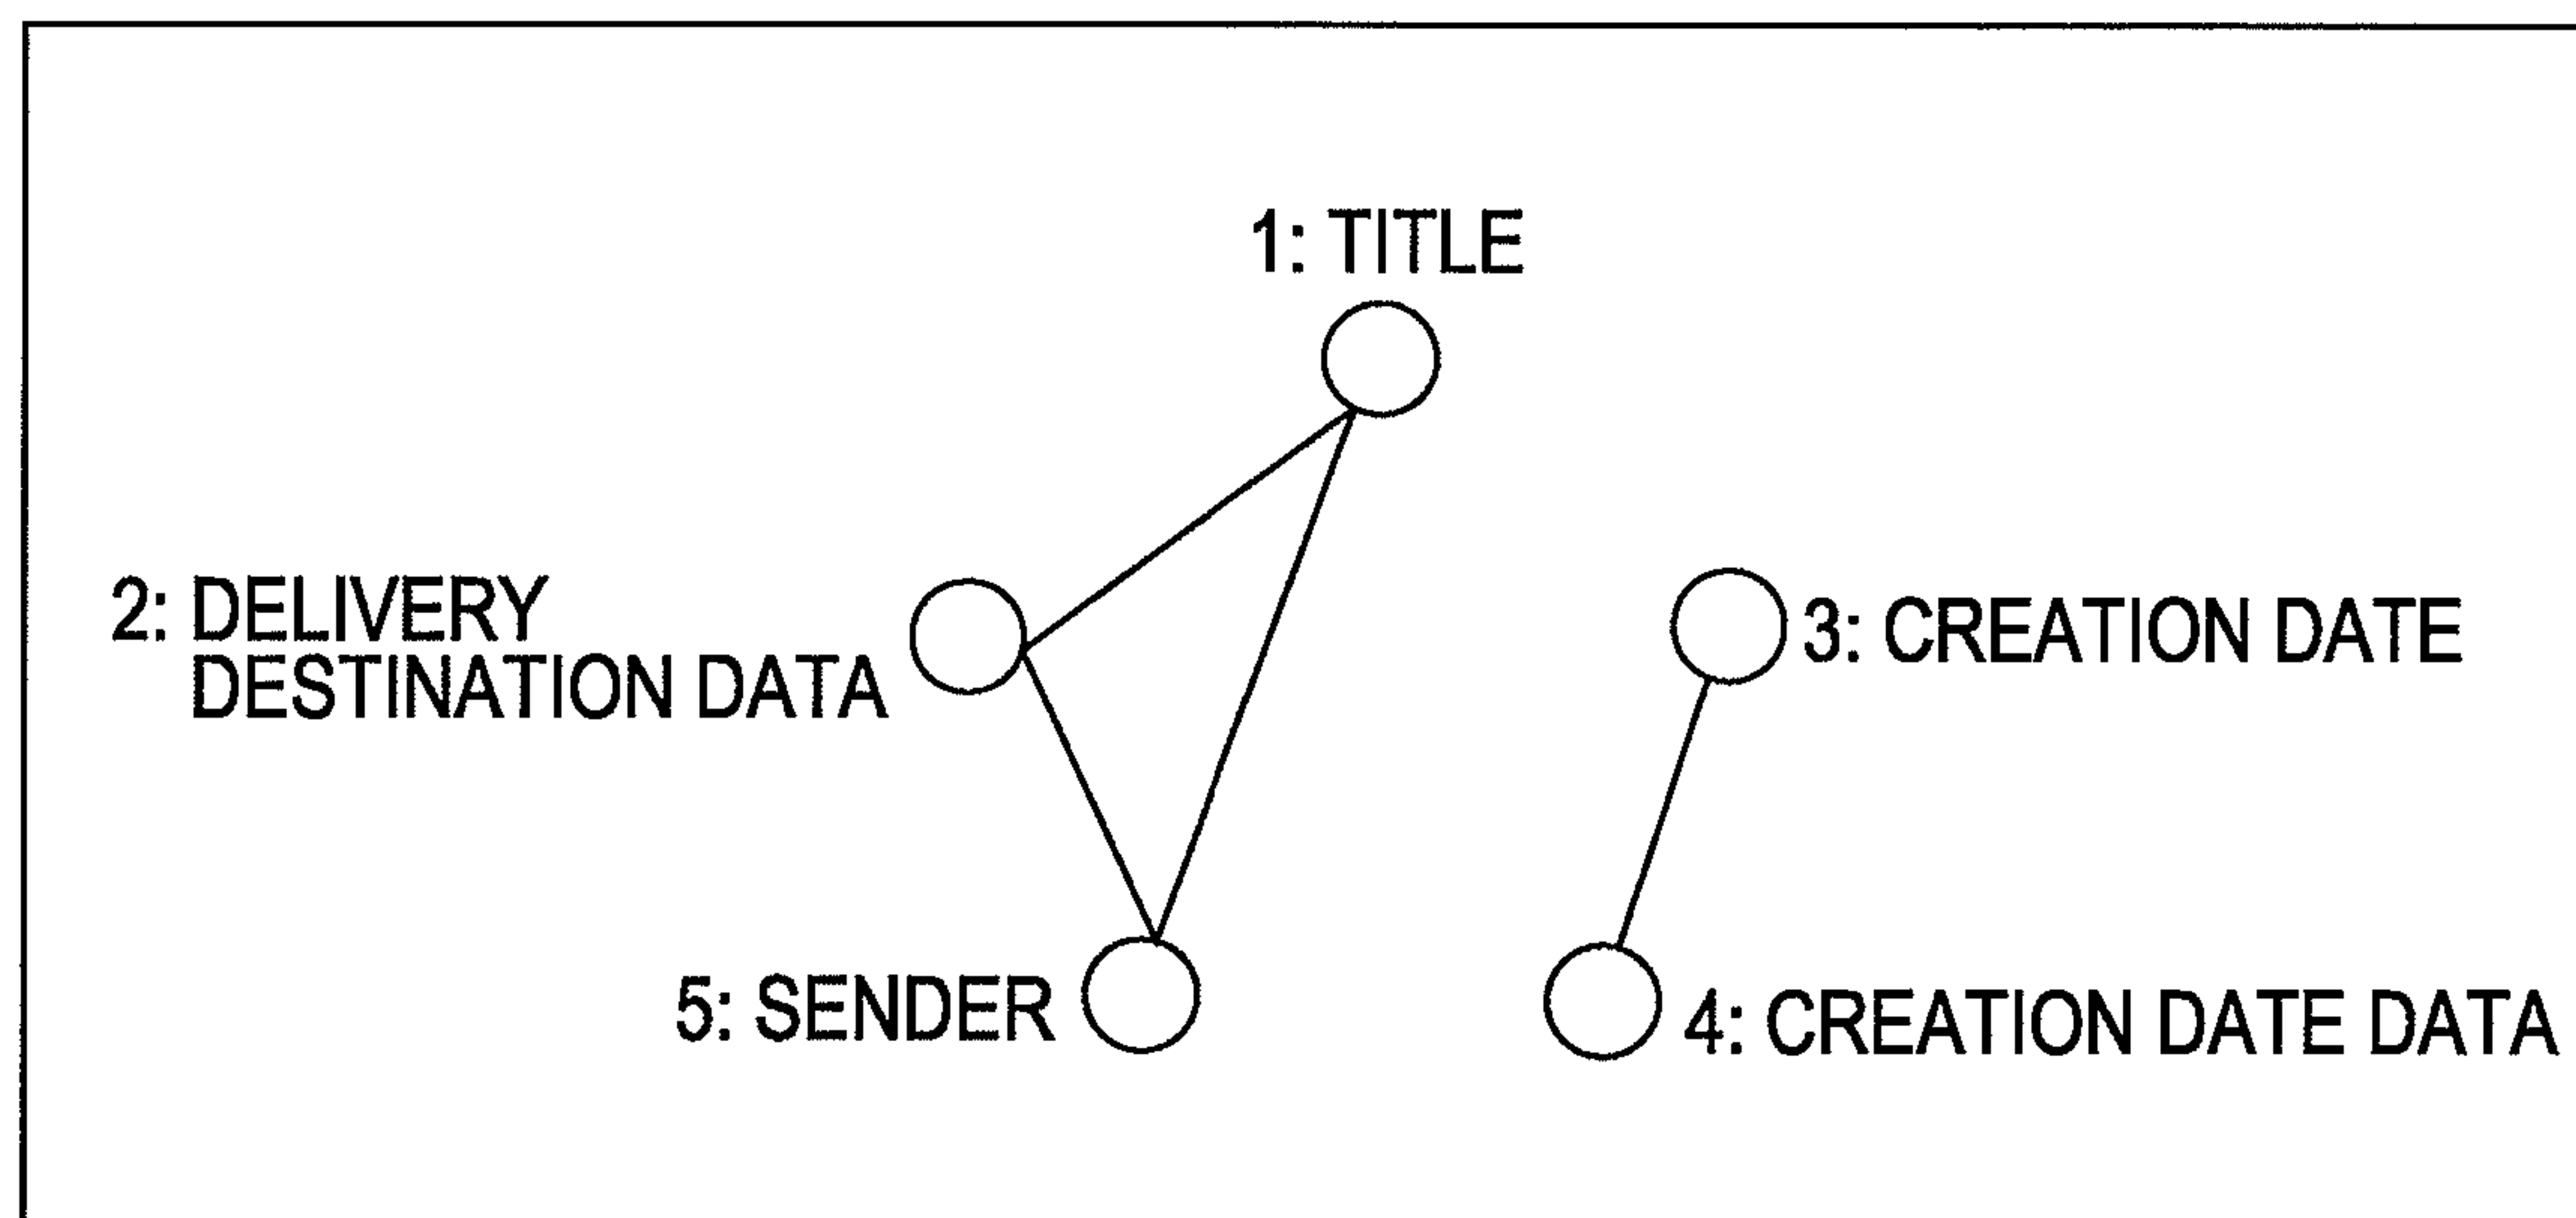 1: TITLE
2: DELIVERY
DESTINATION DATA
3: CREATION DATE
5: SENDER
4: CREATION DATE DATA